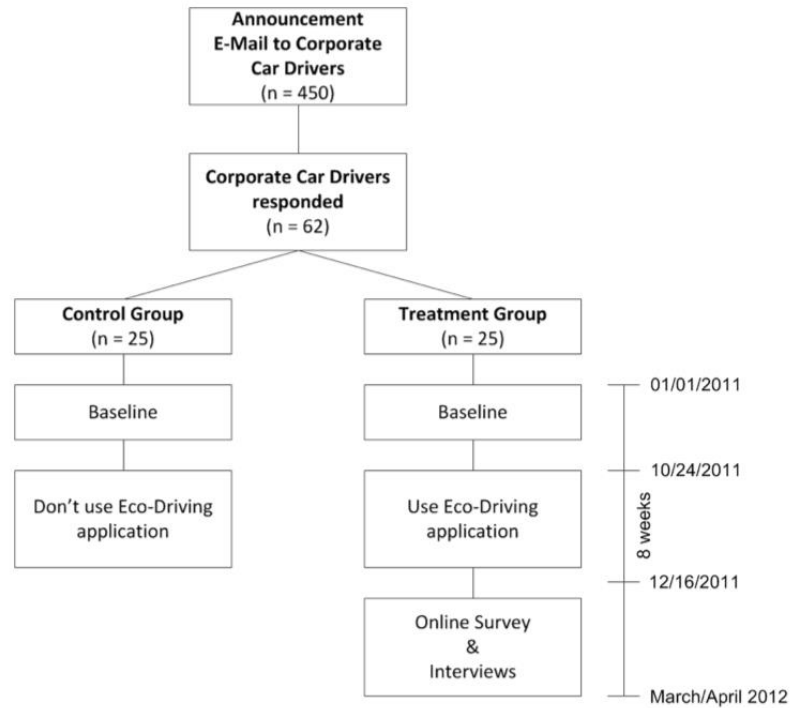 Announcement
E-Mail to Corporate
Car Drivers
(n = 450)
Corporate Car Drivers
responded
(n = 62)
Control Group
(n = 25)
Treatment Group
(n = 25)
Baseline
Baseline
01/01/2011
Don't use Eco-Driving
application
Use Eco-Driving
application
10/24/2011
8 weeks
12/16/2011
Online Survey
&
Interviews
March/April 2012